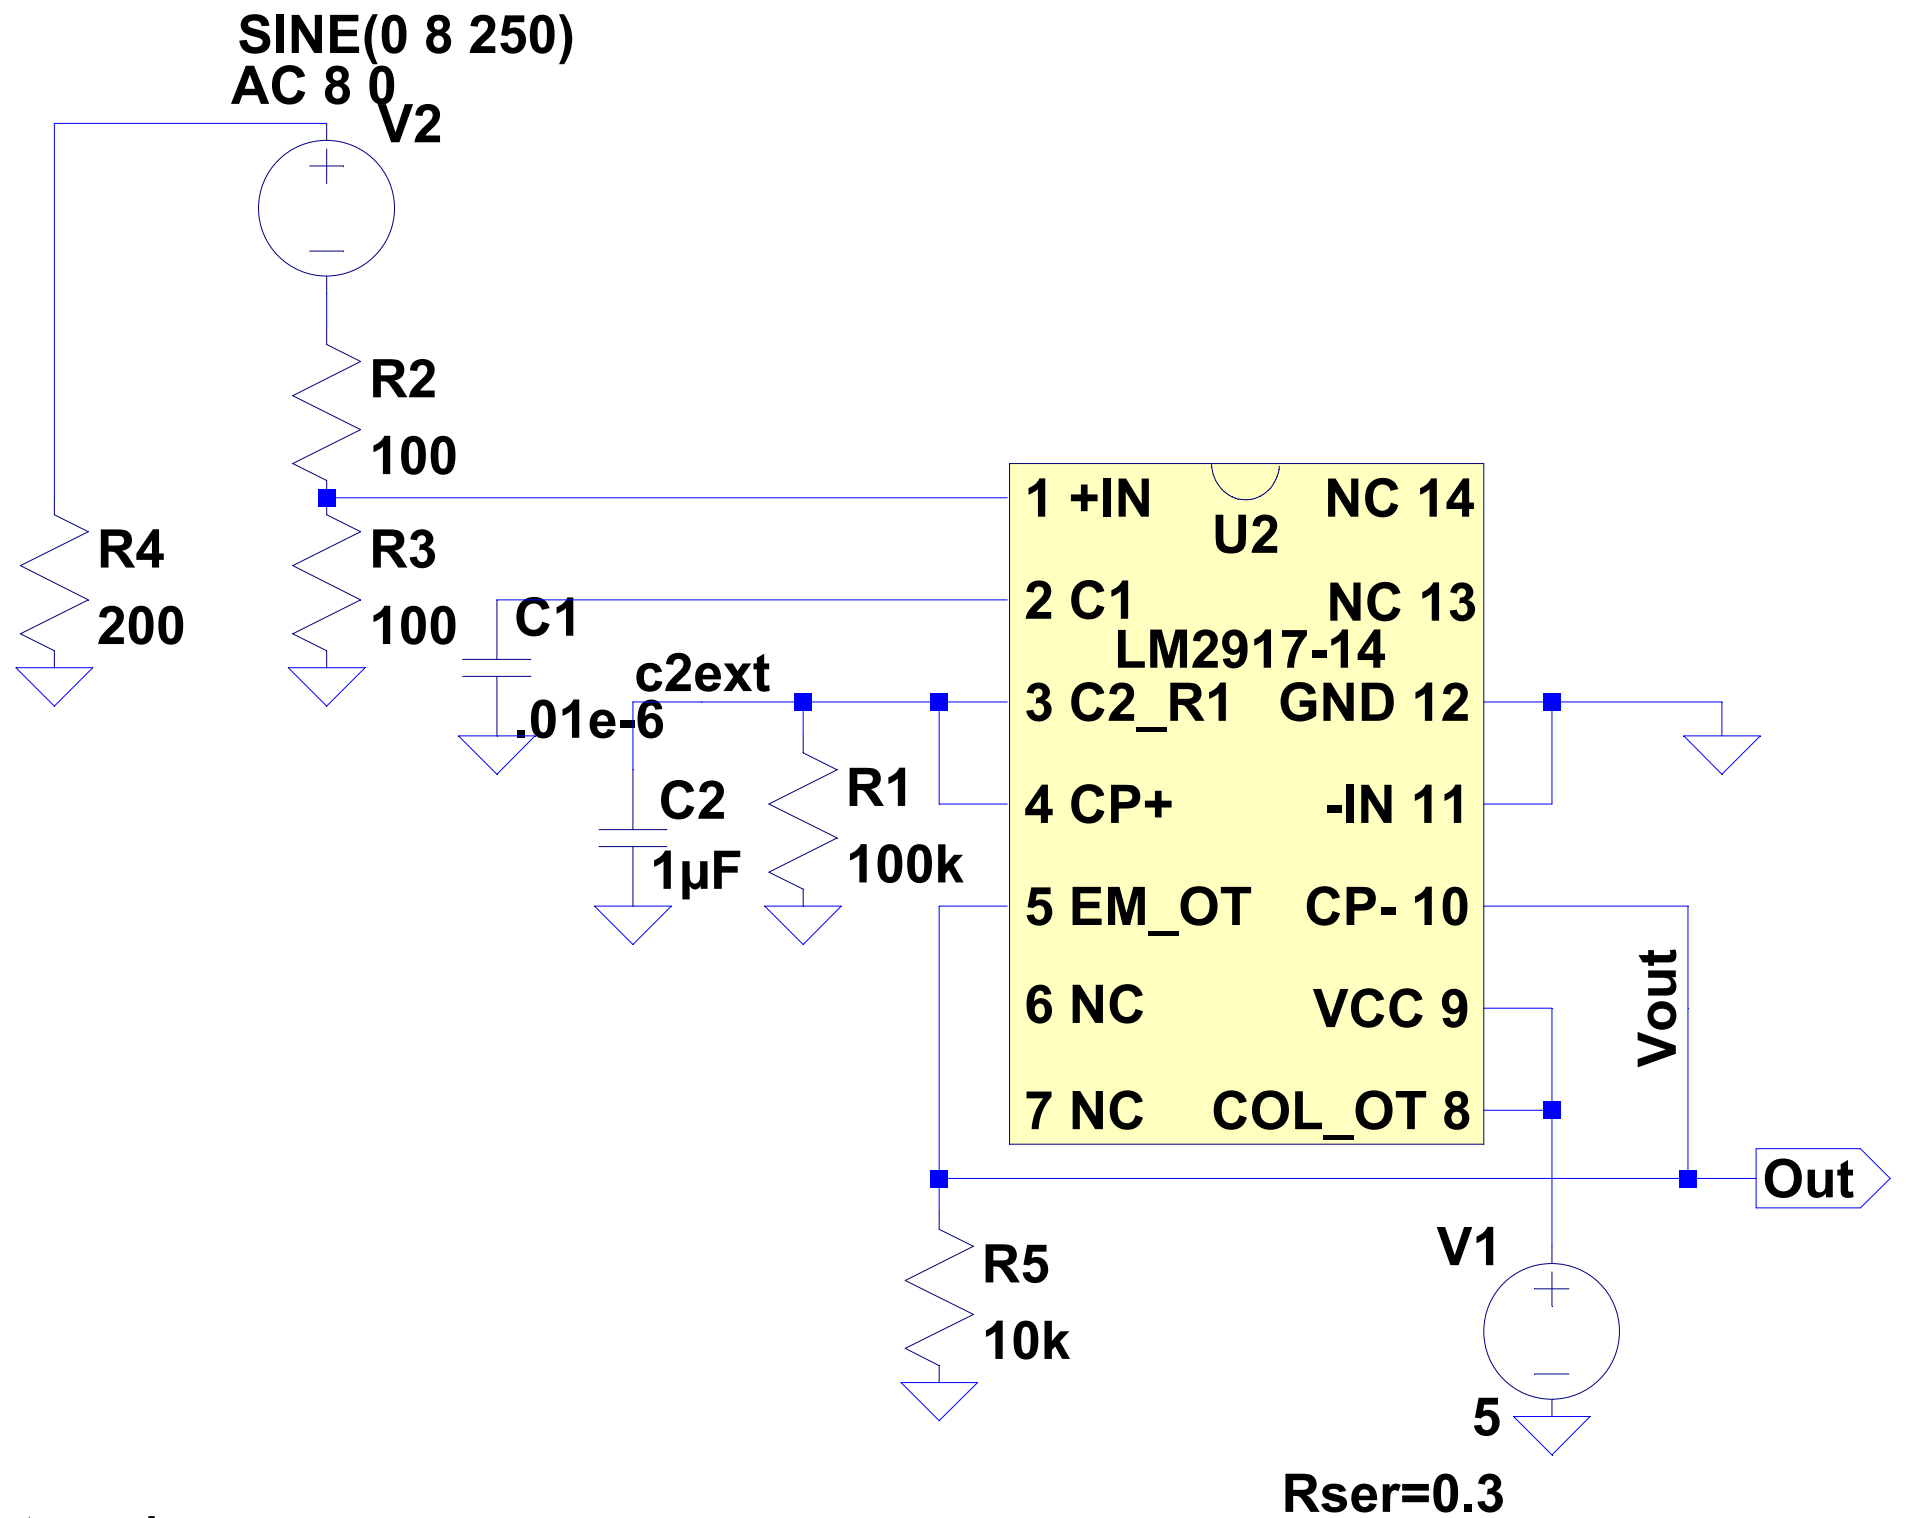 SINE(0 8 250)
AC 8 0
V2
R2
100
R4
200
R3
100
C1
.01e-6
c2ext
C2
1µF
R1
100k
1 +IN
NC 14
U2
2 C1
NC 13
LM2917-14
3 C2_R1
GND 12
4 CP+
-IN 11
5 EM_OT
CP- 10
6 NC
VCC 9
7 NC
COL_OT 8
Vout
Out
R5
10k
V1
5
Rser=0.3